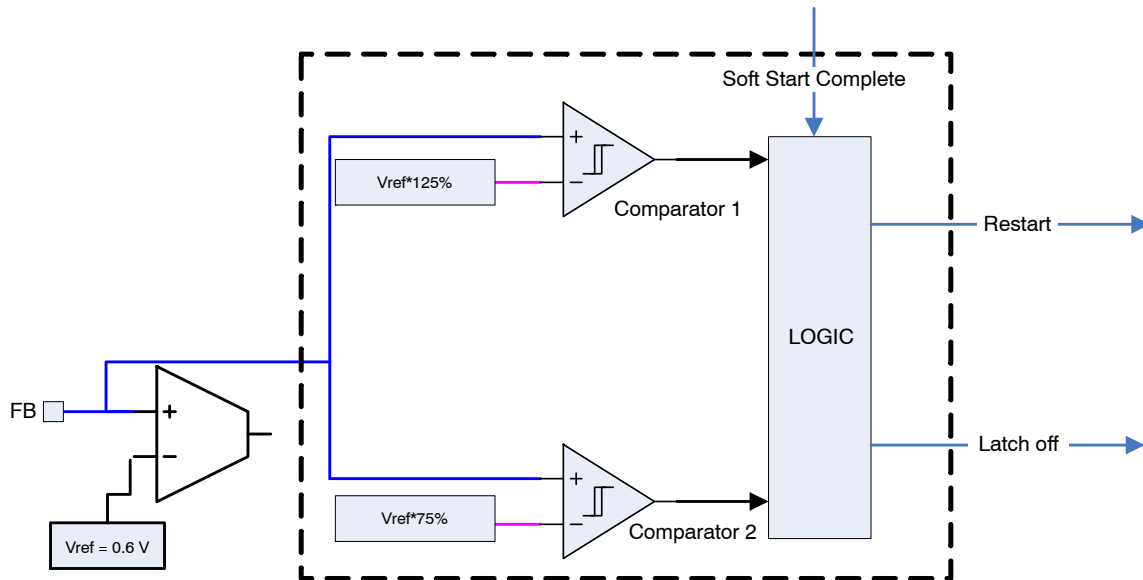 Soft Start Complete
+
Vref*125%
−
Comparator 1
Restart
LOGIC
FB
+
−
Vref = 0.6 V
+
Vref*75%
−
Comparator 2
Latch off